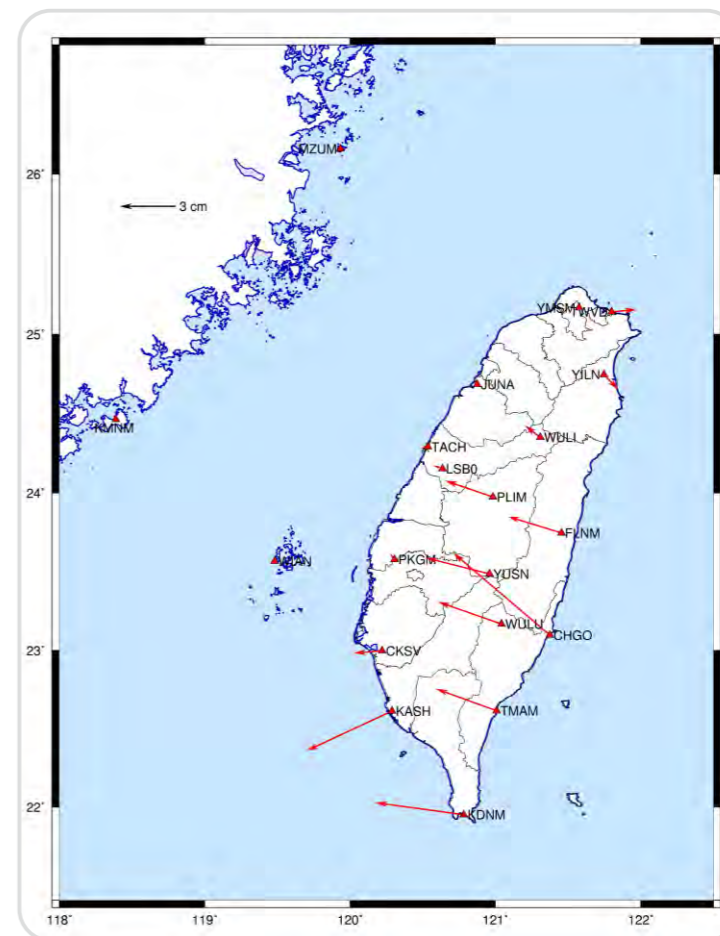 26˚
25˚
24˚
23˚
22˚
118˚
119˚
120˚
121˚
122˚
3 cm
MZUM
YMSM
YILN
JUNA
KMNM
WULI
TACH
LSB0
PLIM
FLNM
PKGM
YUSN
WULU
CHGO
CKSV
KASH
TMAM
KDNM